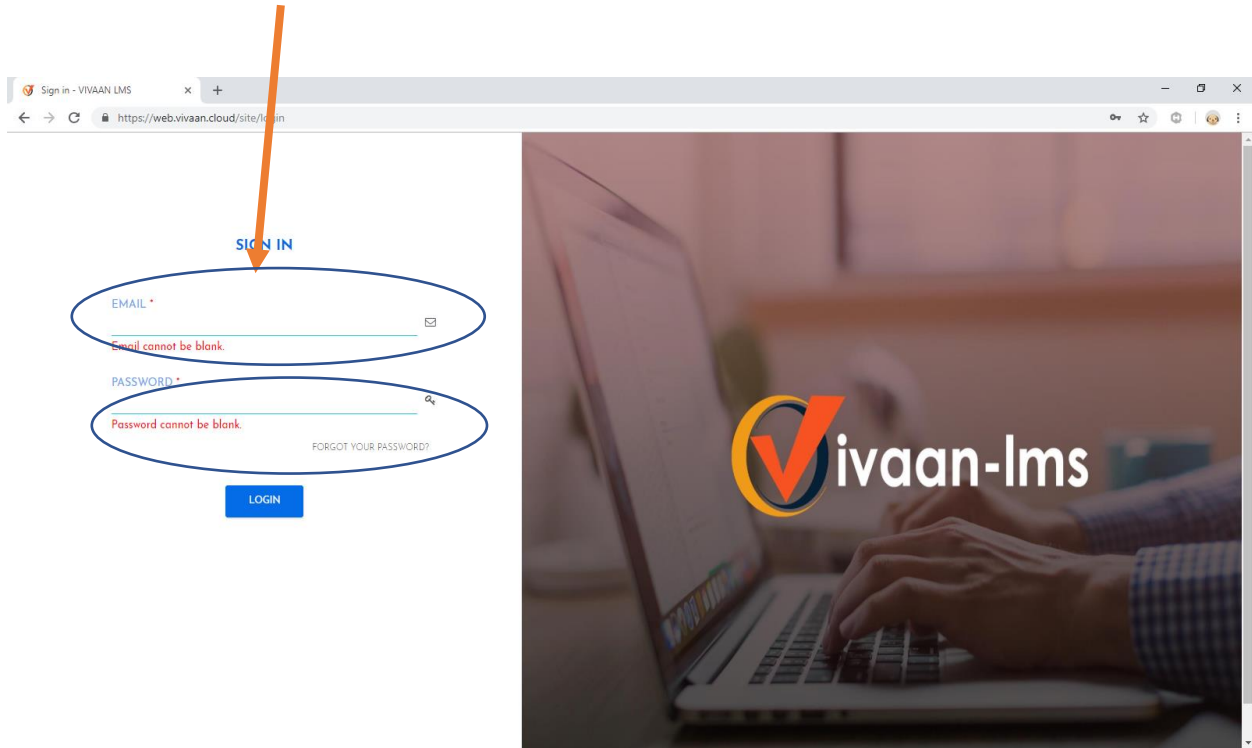 Sign in - VIVAAN LMS
https://web.vivaan.cloud/site/login
SIGN IN
EMAIL *
Email cannot be blank.
PASSWORD *
Password cannot be blank.
FORGOT YOUR PASSWORD?
LOGIN
Vivaan-lms